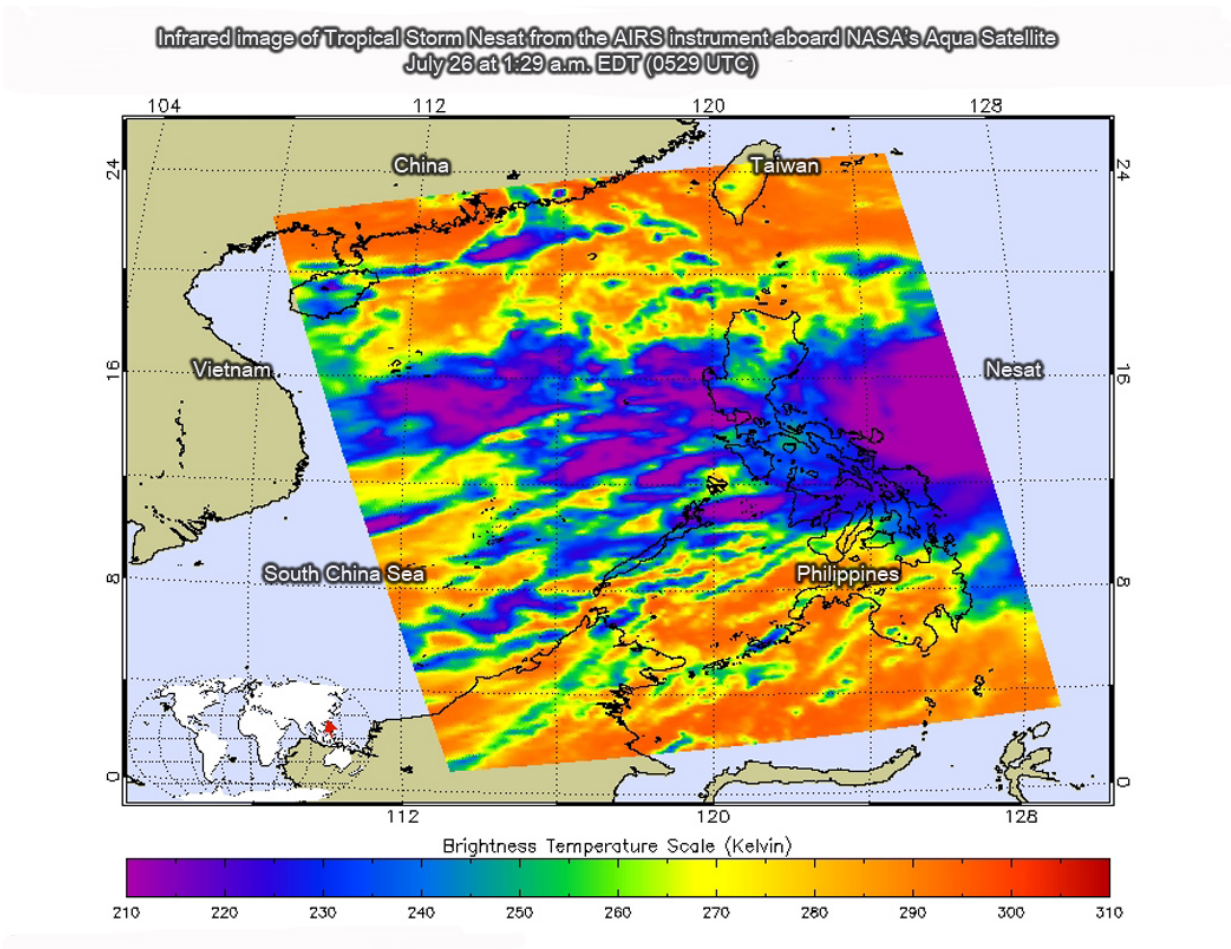 Infrared image of Tropical Storm Nesat from the AIRS instrument aboard NASA's Aqua Satellite
July 26 at 1:29 a.m. EDT (0529 UTC)
104 112 120 128
24 China Taiwan 24
16 Vietnam Nesat 16
8 South China Sea Philippines 8
0 0
112 120 128
Brightness Temperature Scale (Kelvin)
210 220 230 240 250 260 270 280 290 300 310